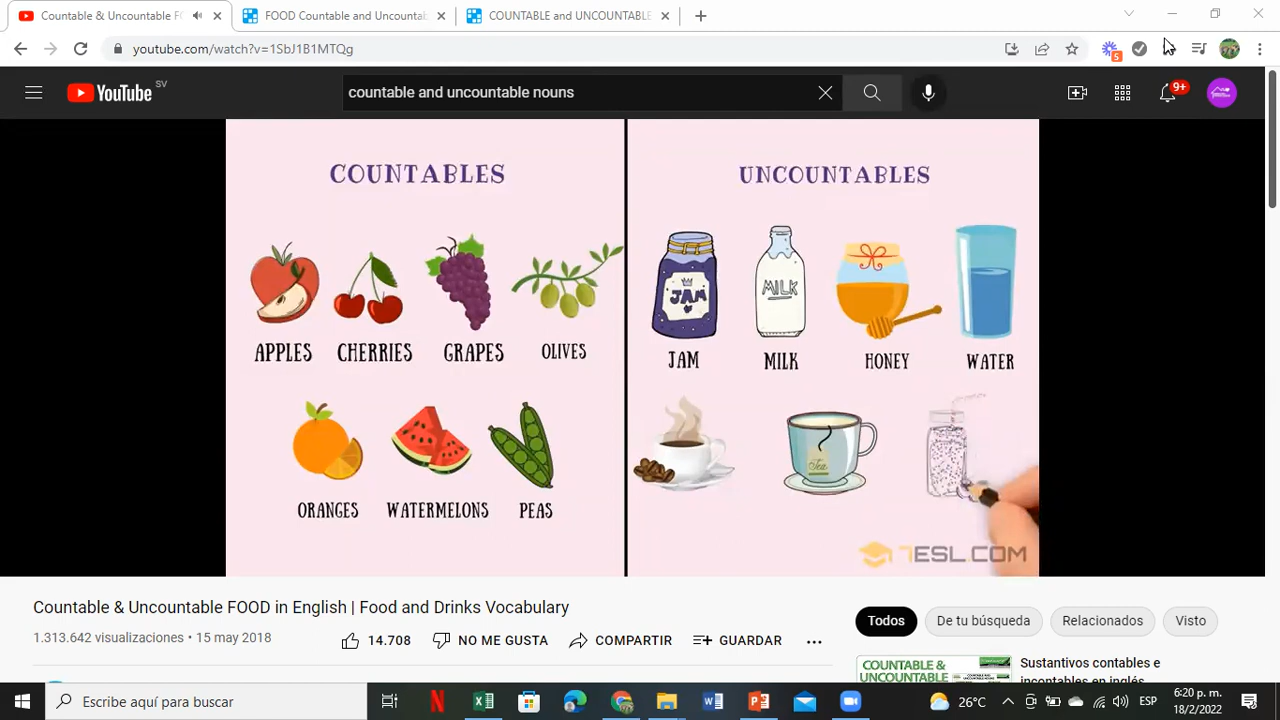 Countable & Uncountable F
FOOD Countable and Uncounta
COUNTABLE and UNCOUNTABLE
youtube.com/watch?v=1SbJ1B1MTQg
5
YouTube SV
countable and uncountable nouns
9+
COUNTABLES
UNCOUNTABLES
JAM
MILK
APPLES CHERRIES GRAPES OLIVES
JAM MILK HONEY WATER
Tea
ORANGES WATERMELONS PEAS
7ESL.COM
Countable & Uncountable FOOD in English | Food and Drinks Vocabulary
1.313.642 visualizaciones • 15 may 2018
14.708 NO ME GUSTA COMPARTIR GUARDAR ...
Todos De tu búsqueda Relacionados Visto
COUNTABLE &
UNCOUNTABLE
Sustantivos contables e
incontables en inglés
Escribe aquí para buscar
26°C
ESP
6:20 p. m.
18/2/2022